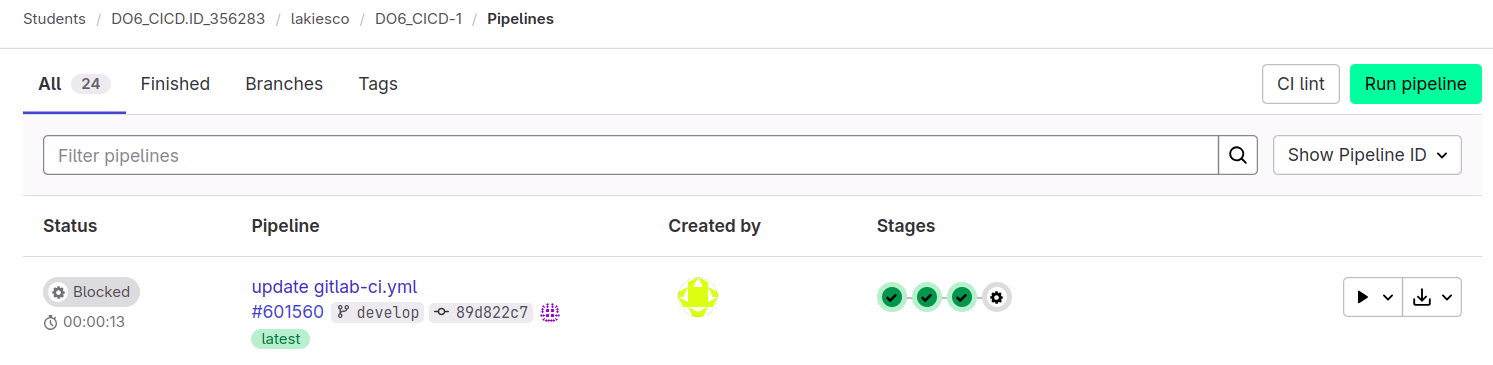 Students / DO6_CICD.ID_356283 / lakiesco / DO6_CICD-1 / Pipelines
All 24 Finished Branches Tags CI lint Run pipeline
Filter pipelines Show Pipeline ID
Status Pipeline Created by Stages
Blocked update gitlab-ci.yml
00:00:13 #601560 develop 89d822c7
latest